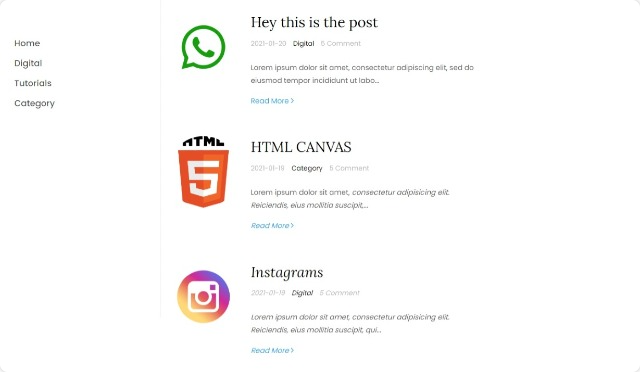 Home
Digital
Tutorials
Category
Hey this is the post
2021-01-20 Digital 5 Comment
Lorem ipsum dolor sit amet, consectetur adipiscing elit, sed do
eiusmod tempor incididunt ut labo...
Read More >
HTML
5
HTML CANVAS
2021-01-19 Category 5 Comment
Lorem ipsum dolor sit amet, consectetur adipisicing elit.
Reiciendis, eius mollitia suscipit,...
Read More >
Instagrams
2021-01-19 Digital 5 Comment
Lorem ipsum dolor sit amet, consectetur adipisicing elit.
Reiciendis, eius mollitia suscipit, qui...
Read More >